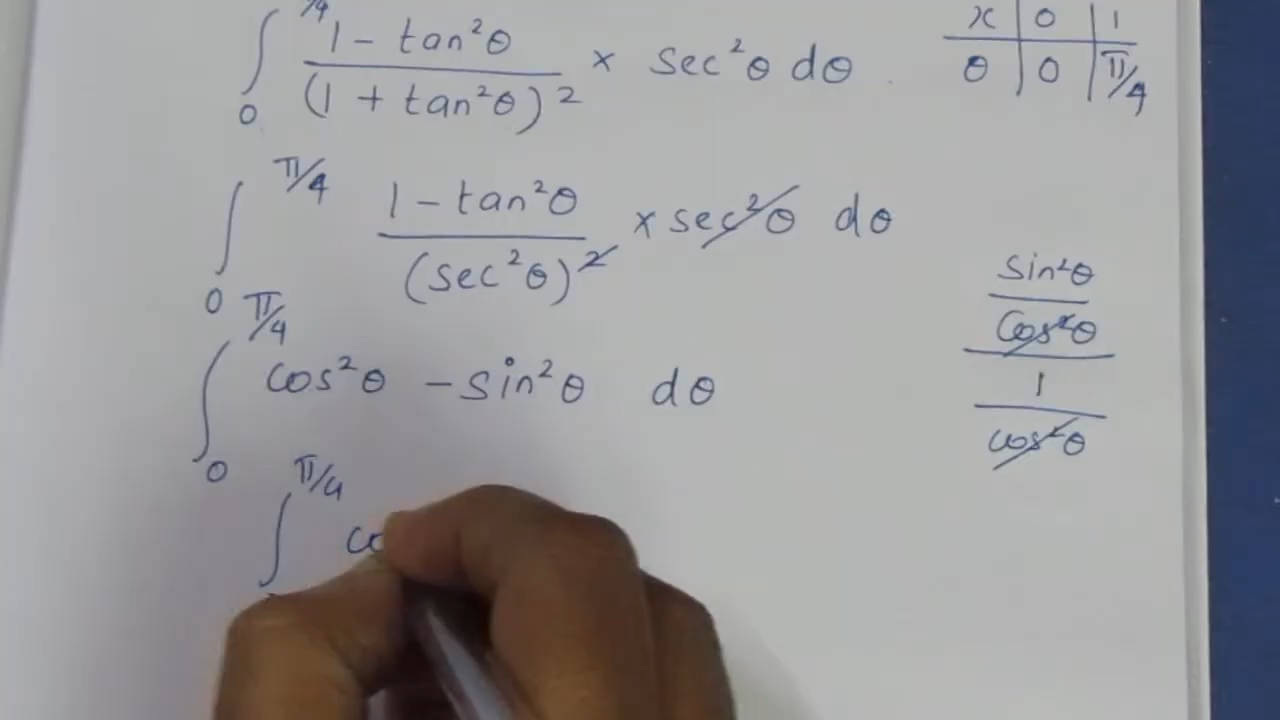 ∫₀^π/4 (1 - tan²θ)/(1 + tan²θ)² × sec²θ dθ
x | 0 | 1
θ | 0 | π/4
∫₀^π/4 (1 - tan²θ)/(sec²θ)² × sec²θ dθ
∫₀^π/4 cos²θ - sin²θ dθ
sin²θ
cos²θ
1
cos²θ
∫^π/4 co